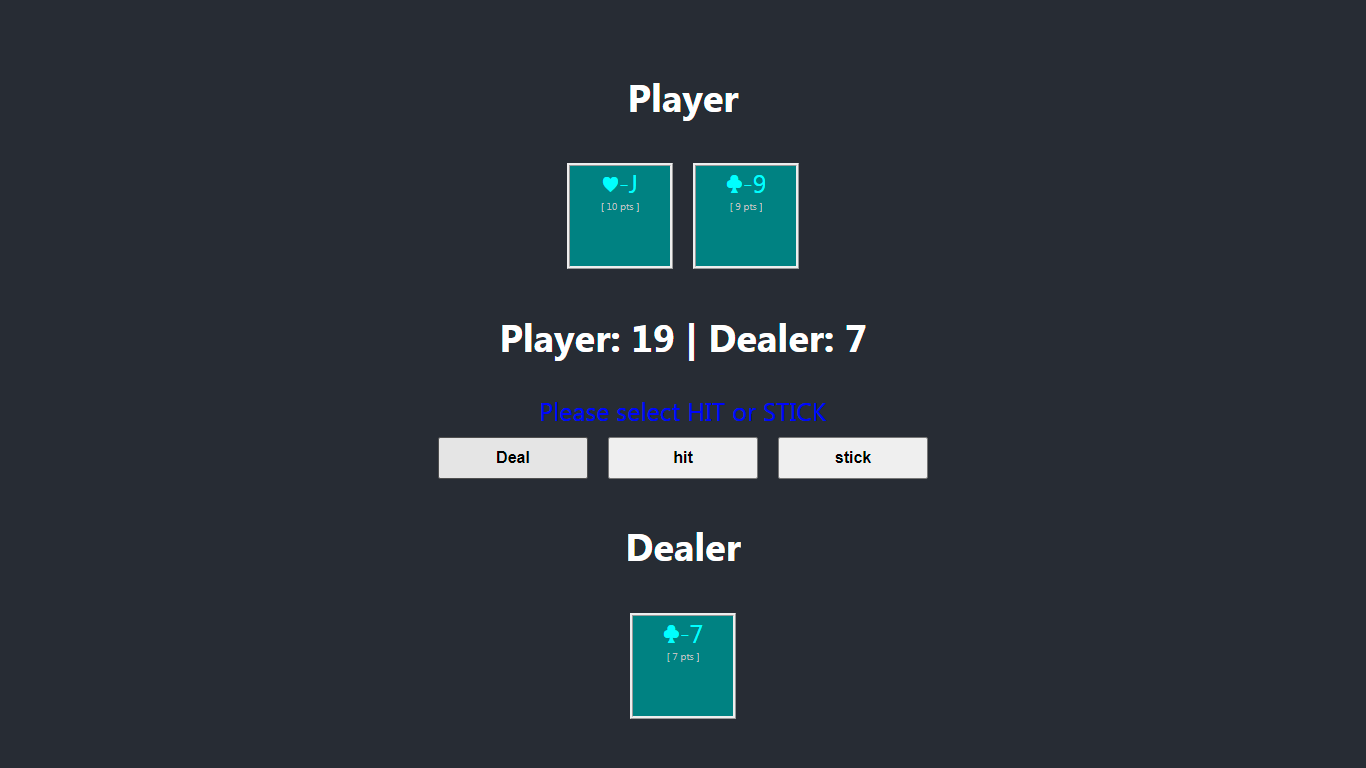 Player
♥-J ♣-9
[ 10 pts ] [ 9 pts ]
Player: 19 | Dealer: 7
Please select HIT or STICK
Deal hit stick
Dealer
♣-7
[ 7 pts ]